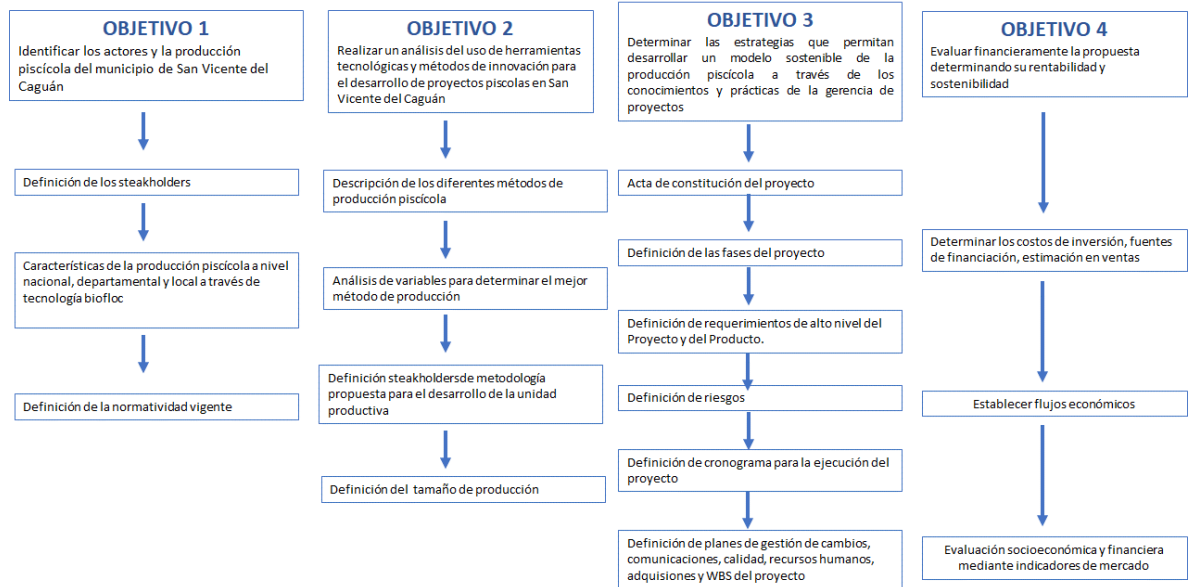 OBJETIVO 1
Identificar los actores y la producción
piscícola del municipio de San Vicente del
Caguán
Definición de los steakholders
Características de la producción piscícola a nivel
nacional, departamental y local a través de
tecnología biofloc
Definición de la normatividad vigente
OBJETIVO 2
Realizar un análisis del uso de herramientas
tecnológicas y métodos de innovación para
el desarrollo de proyectos piscolas en San
Vicente del Caguán
Descripción de los diferentes métodos de
producción piscícola
Análisis de variables para determinar el mejor
método de producción
Definición steakholdersde metodología
propuesta para el desarrollo de la unidad
productiva
Definición del tamaño de producción
OBJETIVO 3
Determinar las estrategias que permitan
desarrollar un modelo sostenible de la
producción piscícola a través de los
conocimientos y prácticas de la gerencia de
proyectos
Acta de constitución del proyecto
Definición de las fases del proyecto
Definición de requerimientos de alto nivel del
Proyecto y del Producto.
Definición de riesgos
Definición de cronograma para la ejecución del
proyecto
Definición de planes de gestión de cambios,
comunicaciones, calidad, recursos humanos,
adquisiones y WBS del proyecto
OBJETIVO 4
Evaluar financieramente la propuesta
determinando su rentabilidad y
sostenibilidad
Determinar los costos de inversión, fuentes
de financiación, estimación en ventas
Establecer flujos económicos
Evaluación socioeconómica y financiera
mediante indicadores de mercado